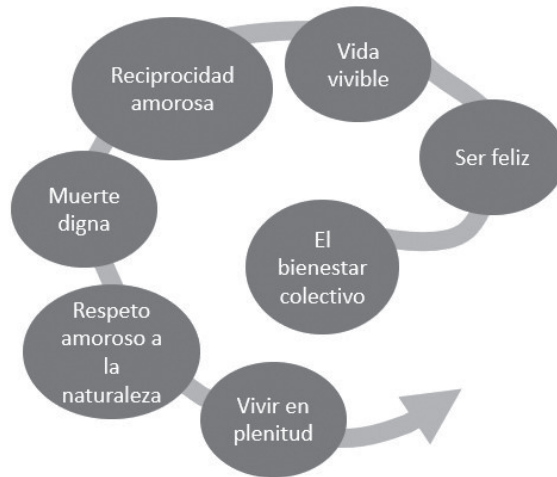 Reciprocidad
amorosa
Vida
vivible
Ser feliz
Muerte
digna
El
bienestar
colectivo
Respeto
amoroso a
la
naturaleza
Vivir en
plenitud